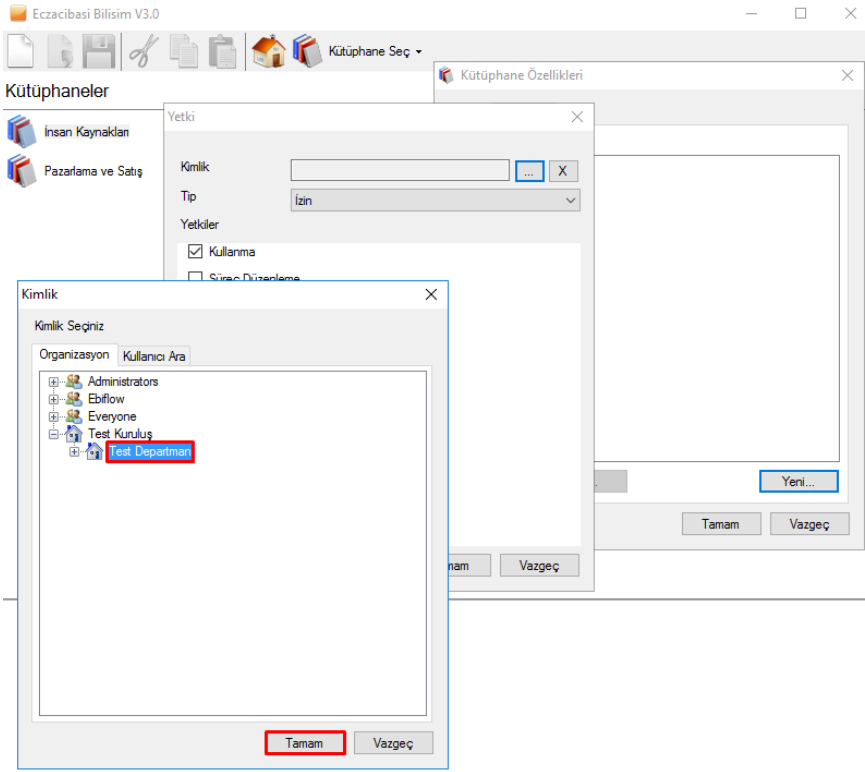 Eczacibasi Bilisim V3.0
Kütüphane Seç
Kütüphaneler
İnsan Kaynakları
Pazarlama ve Satış
Kütüphane Özellikleri
Yeni...
Tamam Vazgeç
Yetki
Kimlik ... X
Tip İzin
Yetkiler
Kullanma
Süreç Düzenleme
Vazgeç
Kimlik
Kimlik Seçiniz
Organizasyon Kullanıcı Ara
Administrators
Ebiflow
Everyone
Test Kuruluş
Test Departman
Tamam Vazgeç